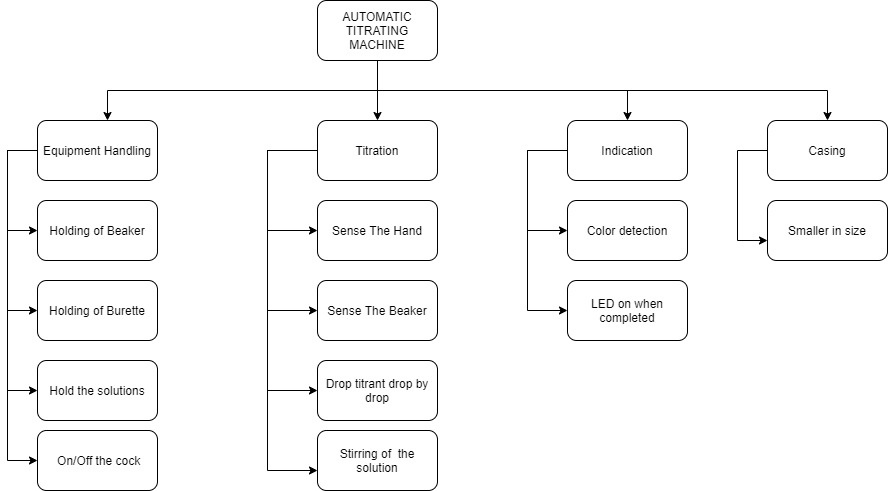 AUTOMATIC
TITRATING
MACHINE
Equipment Handling
Titration
Indication
Casing
Holding of Beaker
Sense The Hand
Color detection
Smaller in size
Holding of Burette
Sense The Beaker
LED on when
completed
Hold the solutions
Drop titrant drop by
drop
On/Off the cock
Stirring of  the
solution